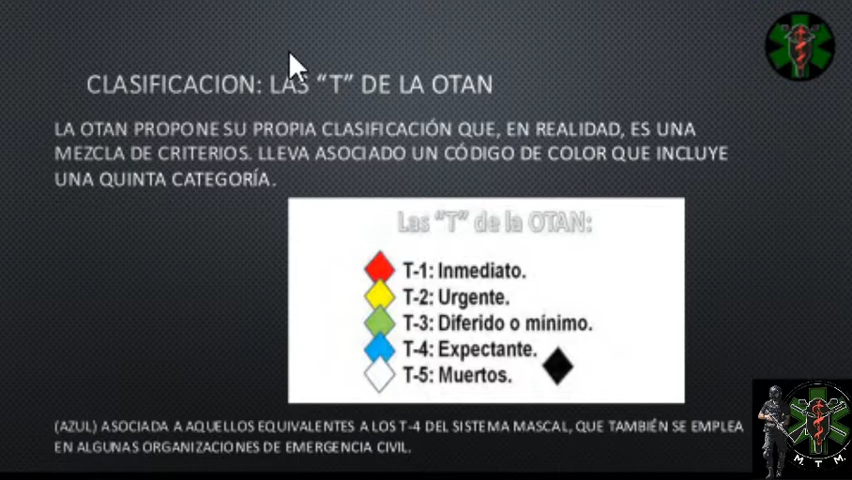 CLASIFICACION: LAS “T” DE LA OTAN
LA OTAN PROPONE SU PROPIA CLASIFICACIÓN QUE, EN REALIDAD, ES UNA
MEZCLA DE CRITERIOS. LLEVA ASOCIADO UN CÓDIGO DE COLOR QUE INCLUYE
UNA QUINTA CATEGORÍA.
Las “T” de la OTAN:
T-1: Inmediato.
T-2: Urgente.
T-3: Diferido o mínimo.
T-4: Expectante.
T-5: Muertos.
(AZUL) ASOCIADA A AQUELLOS EQUIVALENTES A LOS T-4 DEL SISTEMA MASCAL, QUE TAMBIÉN SE EMPLEA
EN ALGUNAS ORGANIZACIONES DE EMERGENCIA CIVIL.
M. T. M.